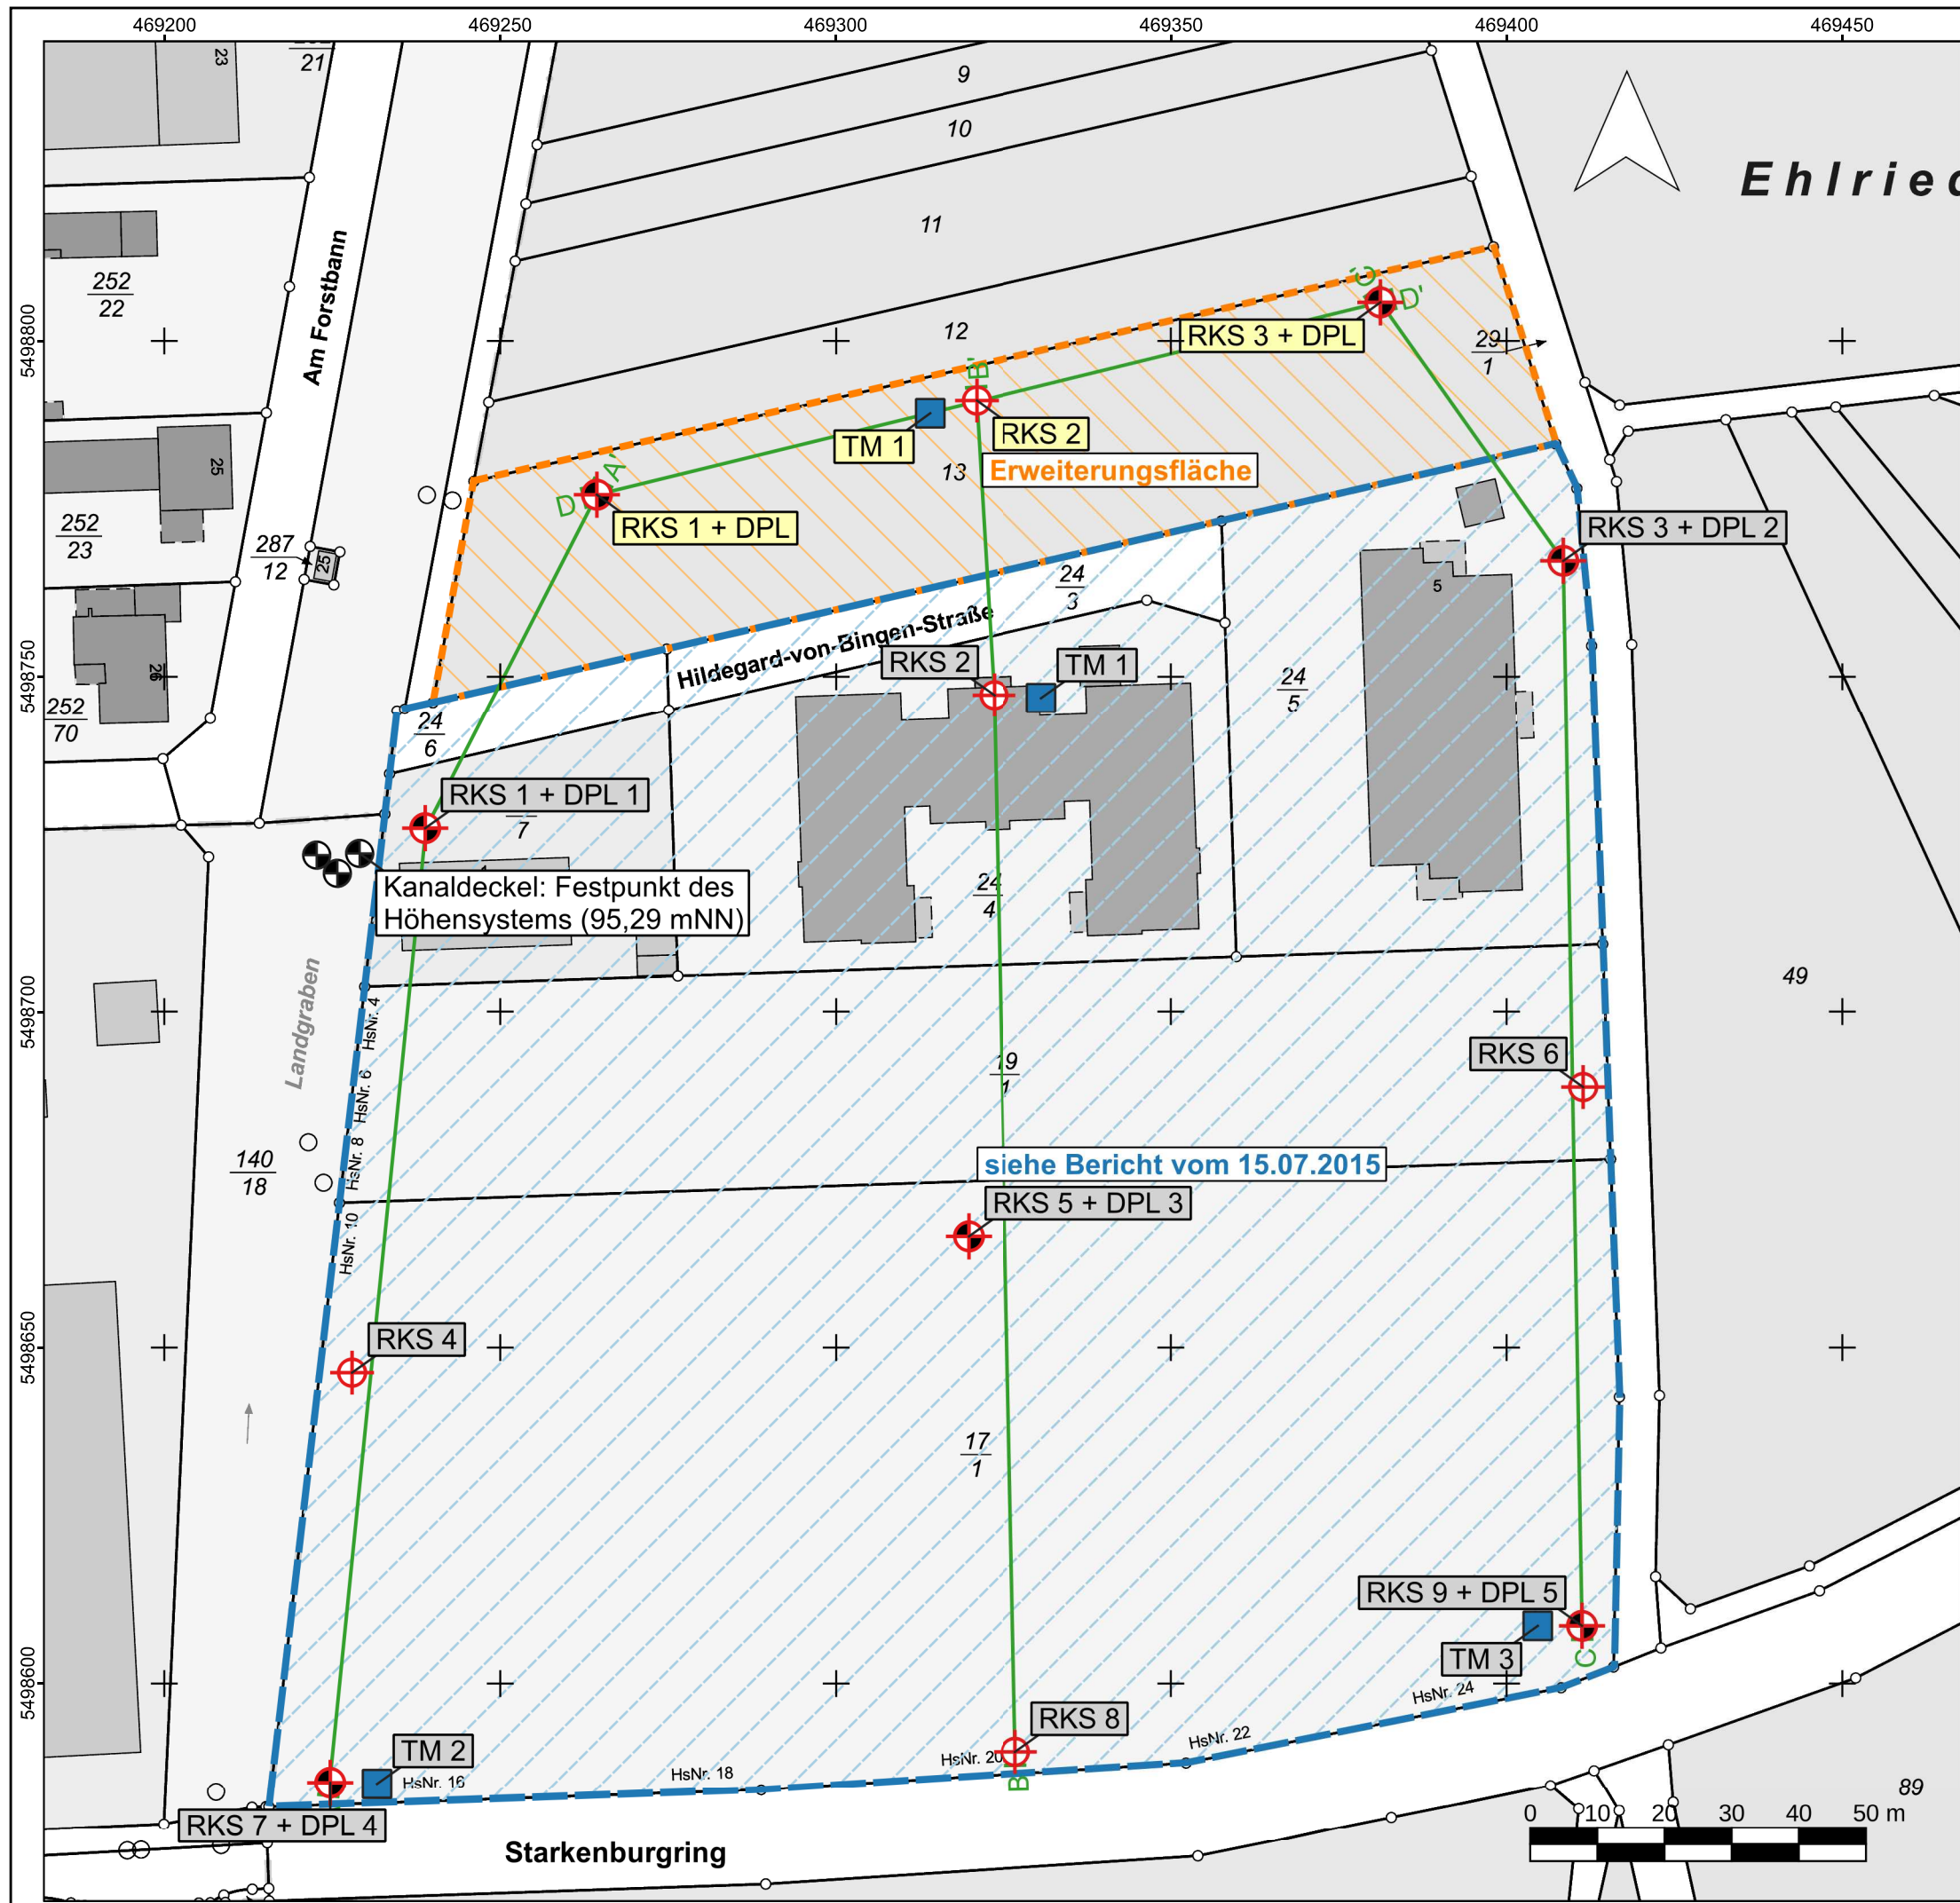 469200
469250
469300
469350
469400
469450
5498800
5498750
5498700
5498650
5498600
23
21
9
10
11
12
13
252
22
Am Forstbann
252
23
25
287
12
25
26
252
70
29
1
C'
D'
B'
A'
D
RKS 3 + DPL
TM 1
RKS 2
Erweiterungsfläche
RKS 1 + DPL
RKS 3 + DPL 2
24
3
Hildegard-von-Bingen-Straße
RKS 2
TM 1
24
5
5
24
6
RKS 1 + DPL 1
7
Kanaldeckel: Festpunkt des
Höhensystems (95,29 mNN)
24
4
Landgraben
HsNr. 4
HsNr. 6
HsNr. 8
HsNr. 10
49
19
1
RKS 6
140
18
siehe Bericht vom 15.07.2015
RKS 5 + DPL 3
RKS 4
17
1
RKS 9 + DPL 5
TM 3
C
HsNr. 24
RKS 8
HsNr. 22
HsNr. 20
B
HsNr. 18
TM 2
HsNr. 16
RKS 7 + DPL 4
Starkenburgring
89
0 10 20 30 40 50 m